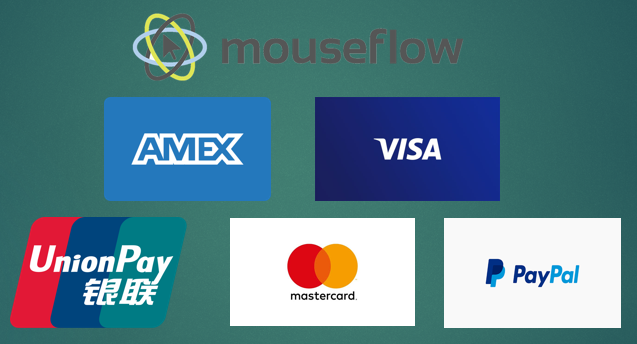 mouseflow
AMEX
VISA
UnionPay
银联
mastercard.
PayPal